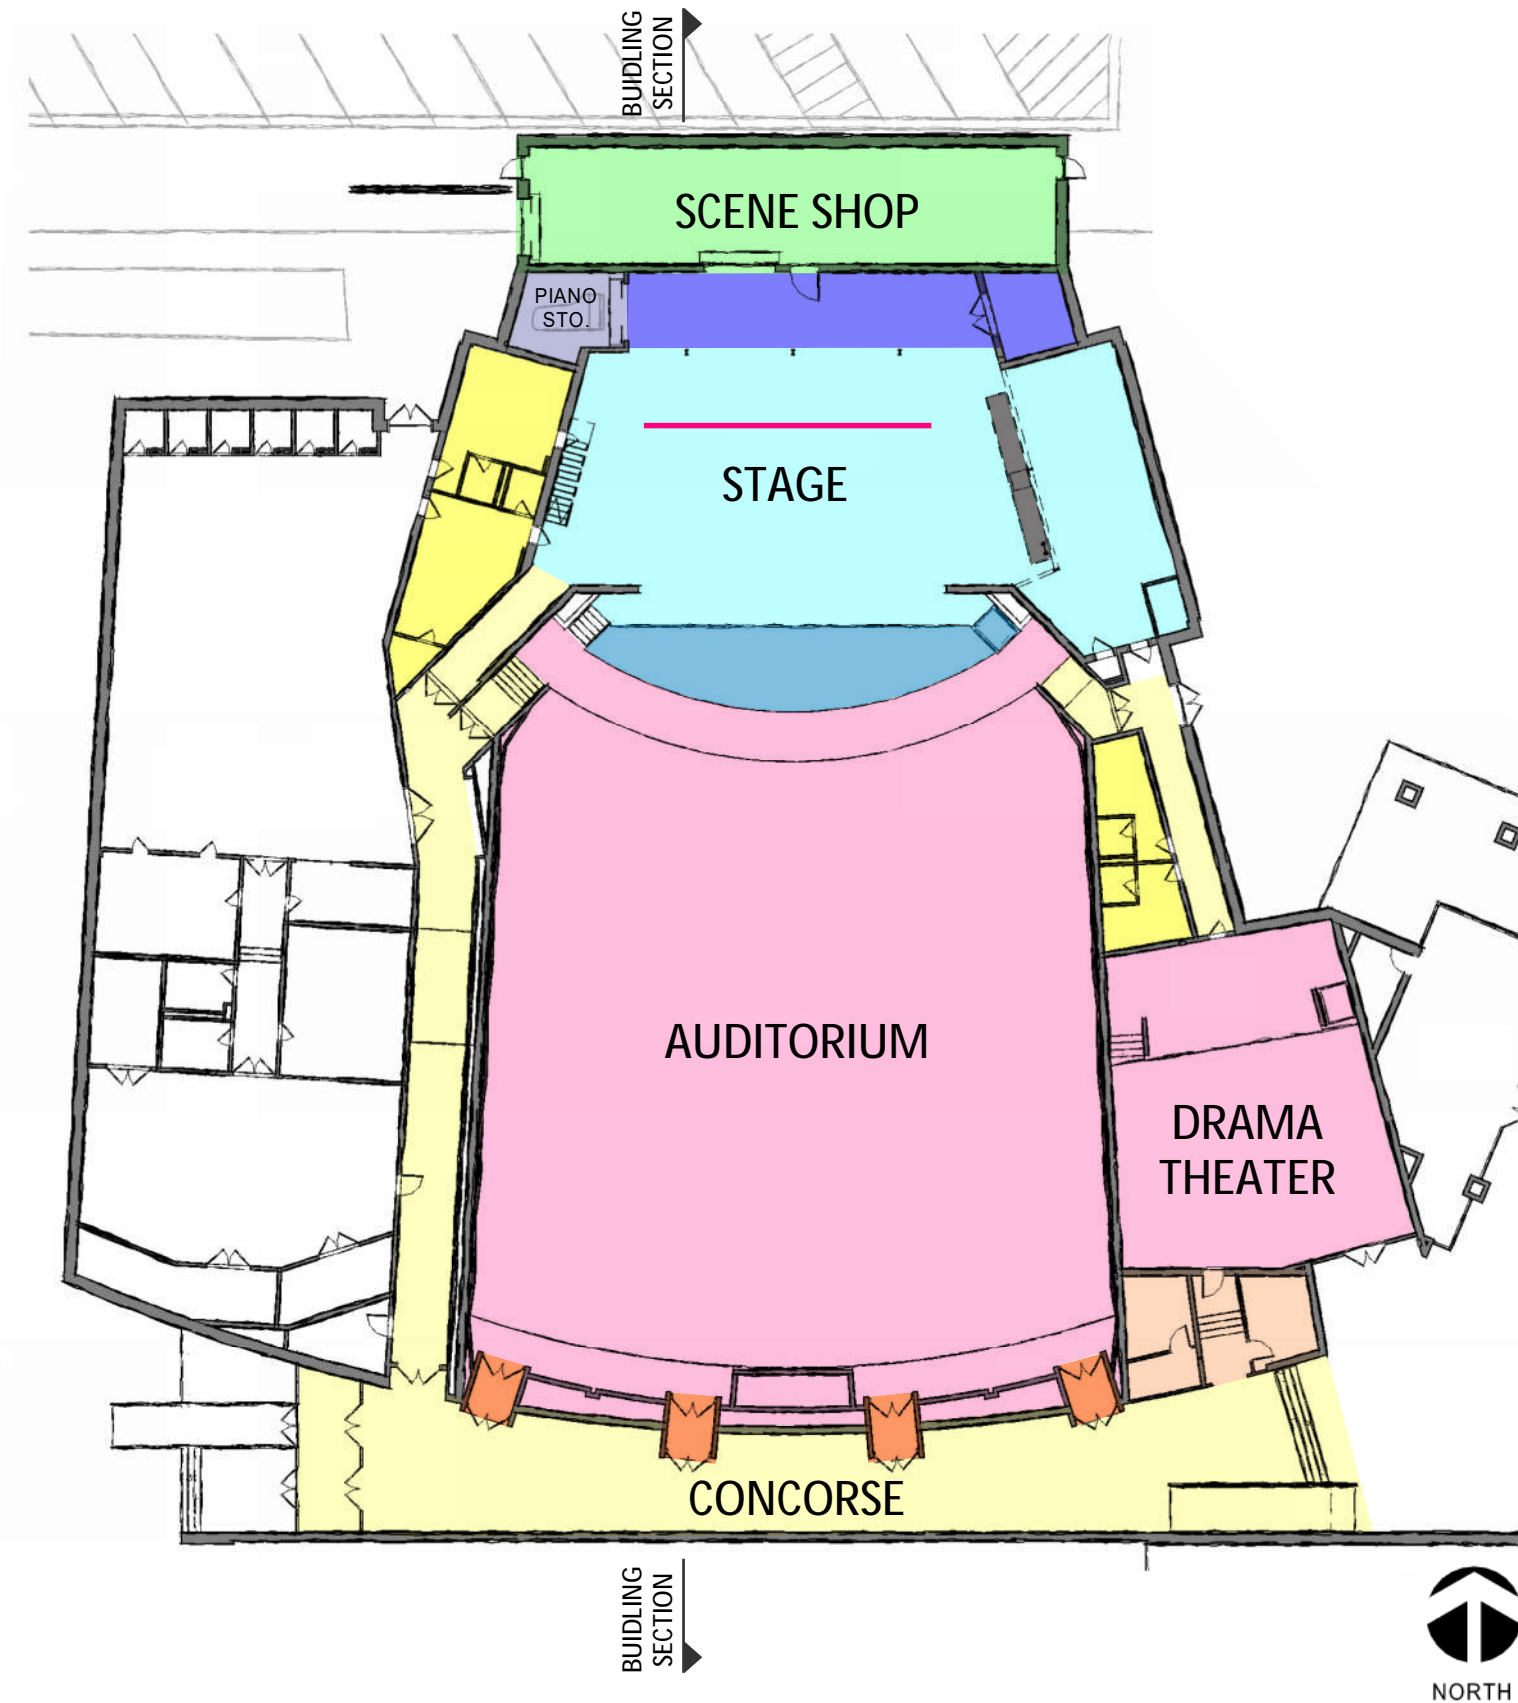 BUIDLING
SECTION
SCENE SHOP
PIANO
STO.
STAGE
AUDITORIUM
DRAMA
THEATER
CONCORSE
BUIDLING
SECTION
NORTH